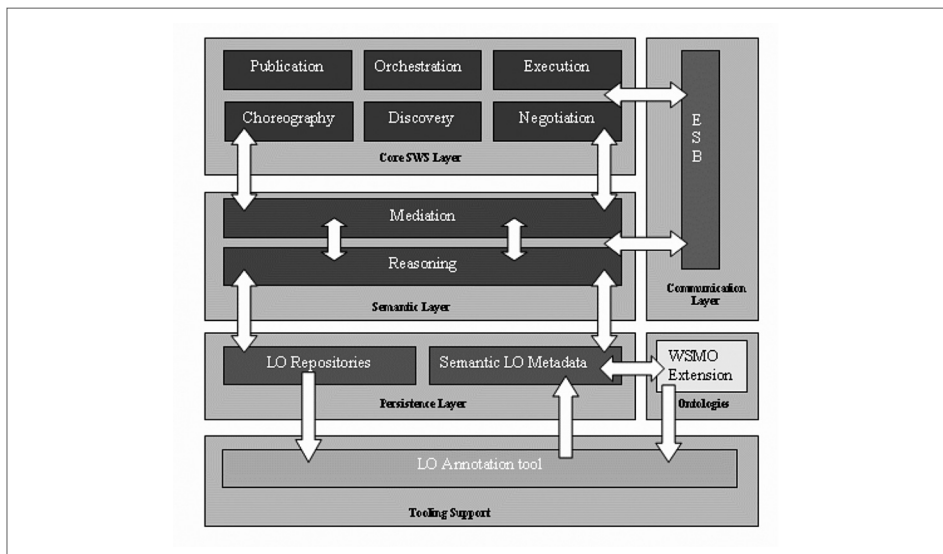 Publication
Orchestration
Execution
Choreography
Discovery
Negotiation
Core SWS Layer
E
S
B
Mediation
Reasoning
Semantic Layer
Communication
Layer
LO Repositories
Semantic LO Metadata
Persistence Layer
WSMO
Extension
Ontologies
LO Annotation tool
Tooling Support